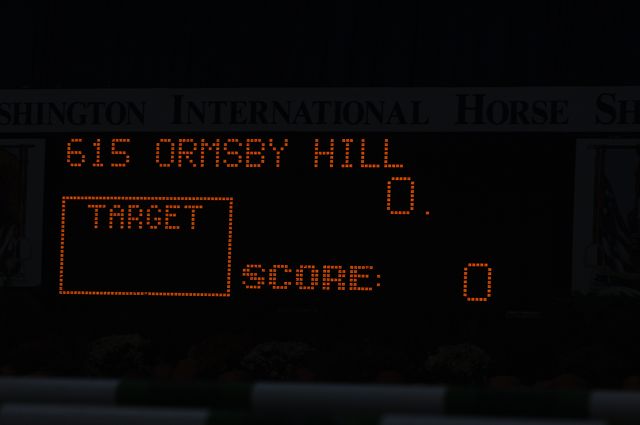 SHINGTON INTERNATIONAL HORSE SH
615 ORMSBY HILL
0.
TARGET
SCORE: 0